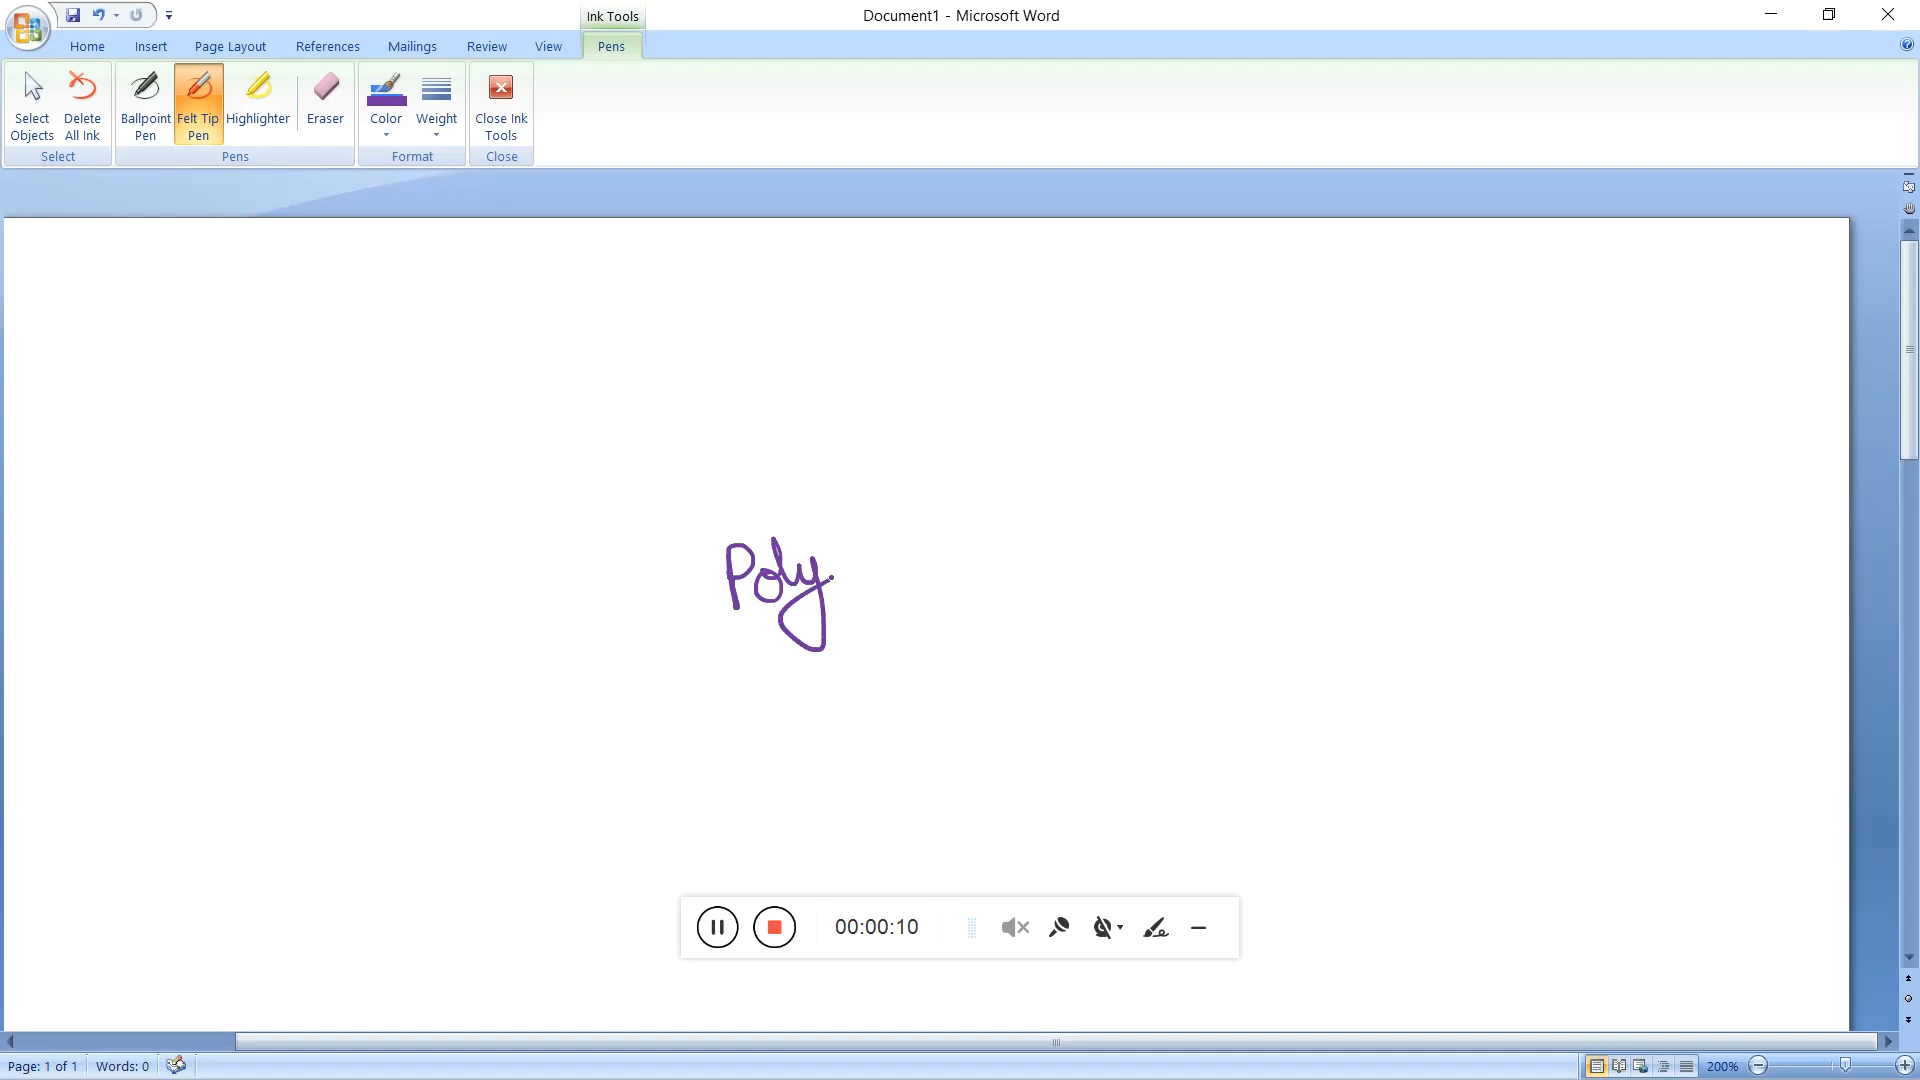 Ink Tools
Document1 - Microsoft Word
Home Insert Page Layout References Mailings Review View Pens
Select Objects
Delete All Ink
Ballpoint Pen
Felt Tip Pen
Highlighter
Eraser
Color
Weight
Close Ink Tools
Select Pens Format Close
Poly
00:00:10
Page: 1 of 1 Words: 0 200%